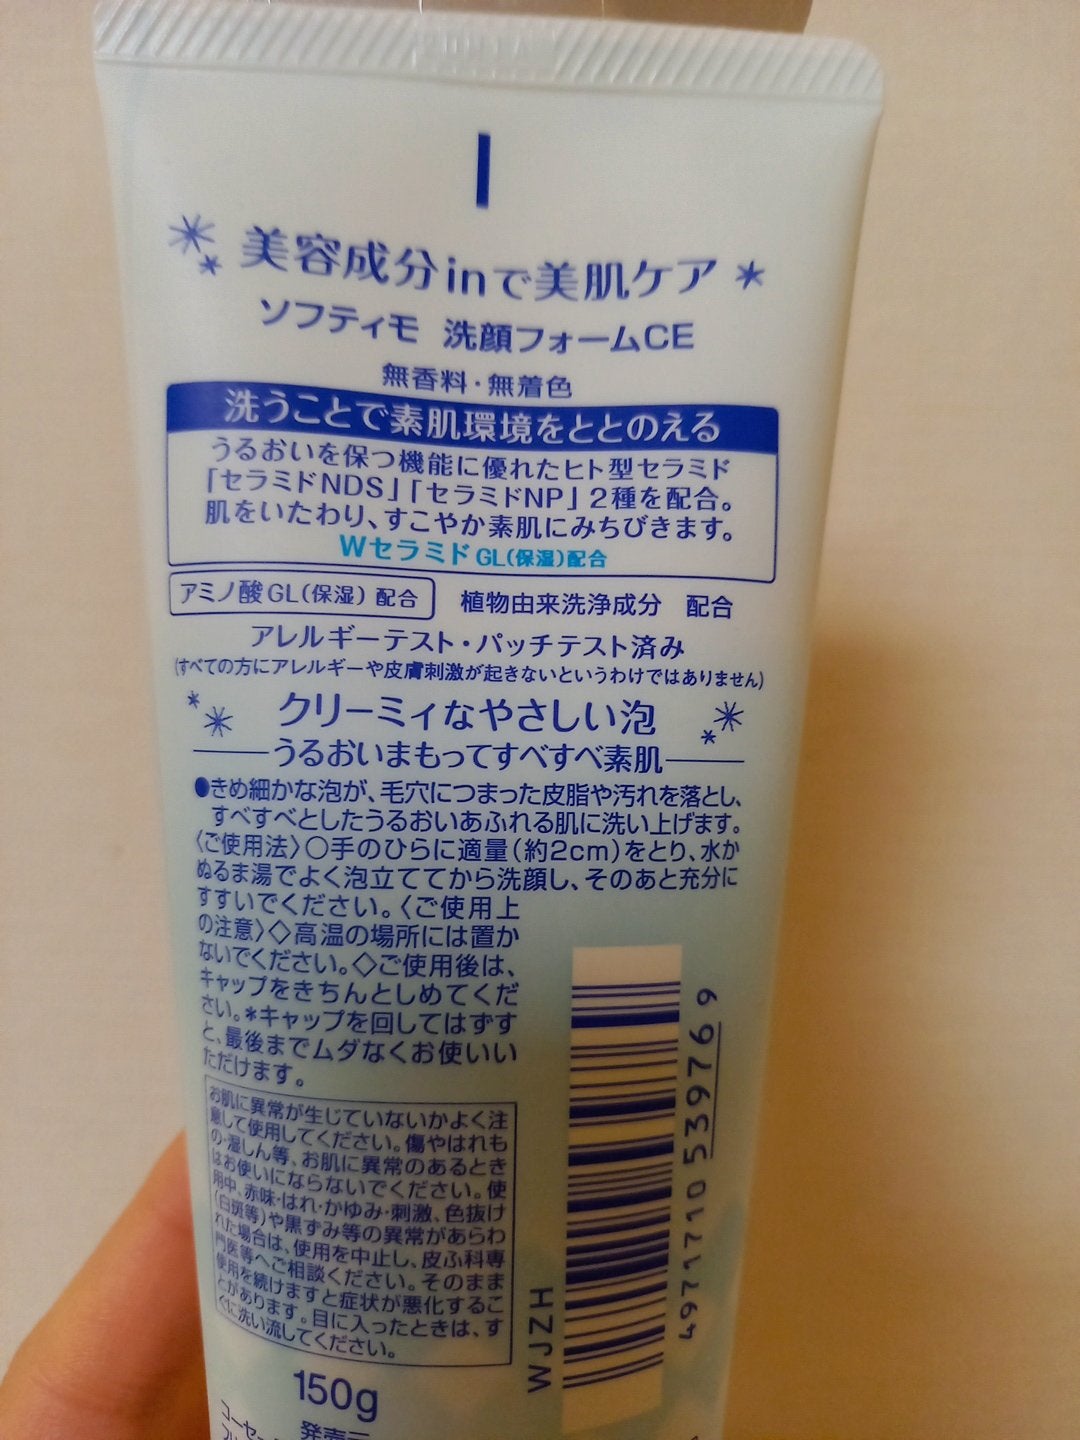 美容成分inで美肌ケア
ソフティモ 洗顔フォームCE
無香料・無着色
洗うことで素肌環境をととのえる
うるおいを保つ機能に優れたヒト型セラミド
「セラミドNDS」「セラミドNP」2種を配合。
肌をいたわり、すこやか素肌にみちびきます。
WセラミドGL(保湿)配合
アミノ酸GL(保湿) 配合 植物由来洗浄成分 配合
アレルギーテスト・パッチテスト済み
(すべての方にアレルギーや皮膚刺激が起きないというわけではありません)
クリーミィなやさしい泡
うるおいまもってすべすべ素肌
●きめ細かな泡が、毛穴につまった皮脂や汚れを落とし、
すべすべとしたうるおいあふれる肌に洗い上げます。
〈ご使用法〉○手のひらに適量(約2cm)をとり、水か
ぬるま湯でよく泡立ててから洗顔し、そのあと充分に
すすいでください。〈ご使用上
の注意〉◇高温の場所には置か
ないでください。◇ご使用後は、
キャップをきちんとしめてくだ
さい。*キャップを回してはずす
と、最後までムダなくお使いい
ただけます。
お肌に異常が生じていないかよく注
意して使用してください。傷やはれも
の・湿しん等、お肌に異常のあるとき
はお使いにならないでください。使
用中、赤味・はれ・かゆみ・刺激、色抜け
(白斑等)や黒ずみ等の異常があらわ
れた場合は、使用を中止し、皮ふ科専
門医等へご相談ください。そのまま
使用を続けますと症状が悪化するこ
とがあります。目に入ったときは、す
ぐに洗い流してください。
WJZH
4971710 539769
150g
発売元
コーセー